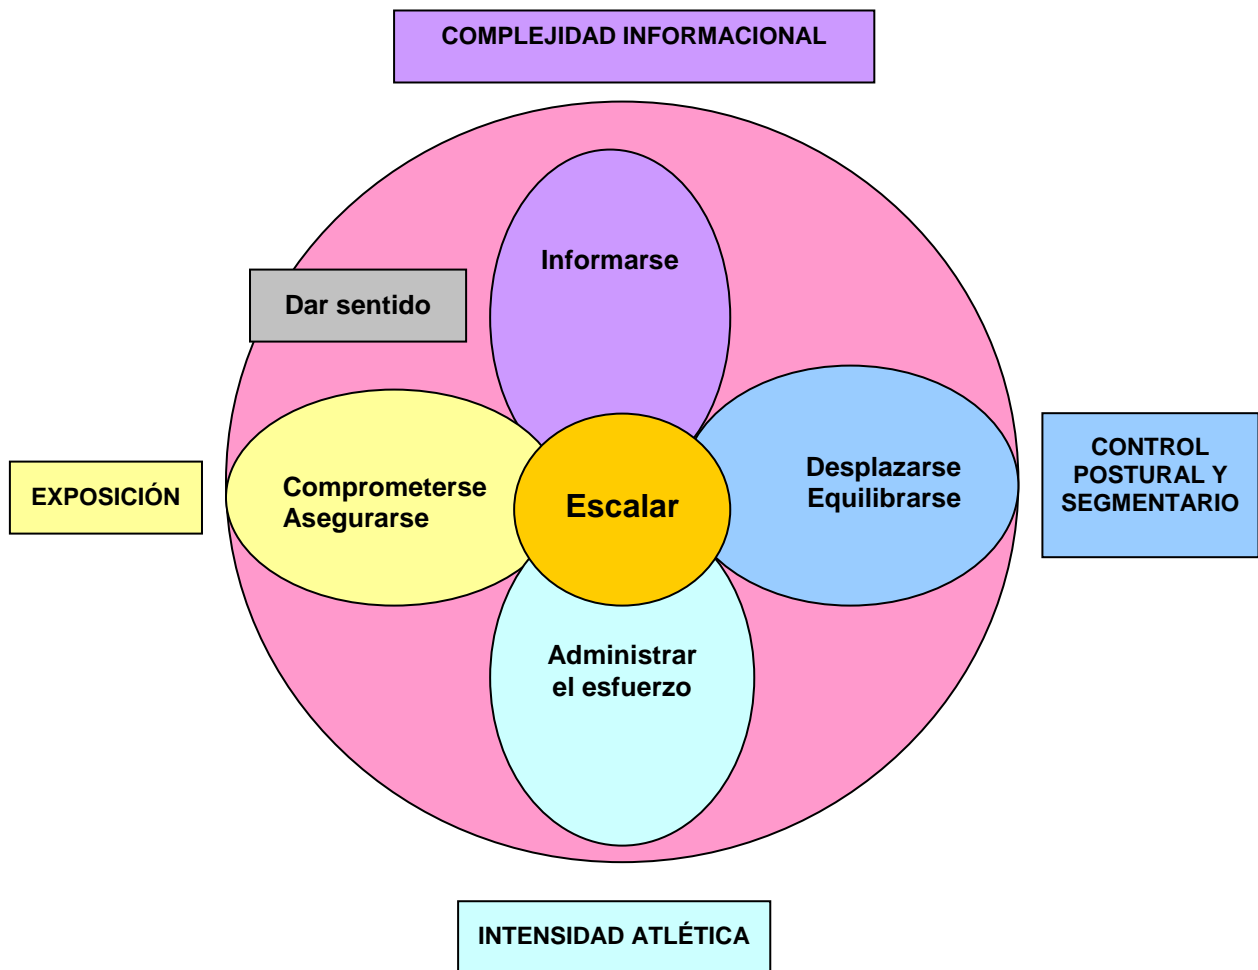 COMPLEJIDAD INFORMACIONAL
Informarse
Dar sentido
EXPOSICIÓN
Comprometerse
Asegurarse
Escalar
Desplazarse
Equilibrarse
CONTROL
POSTURAL Y
SEGMENTARIO
Administrar
el esfuerzo
INTENSIDAD ATLÉTICA